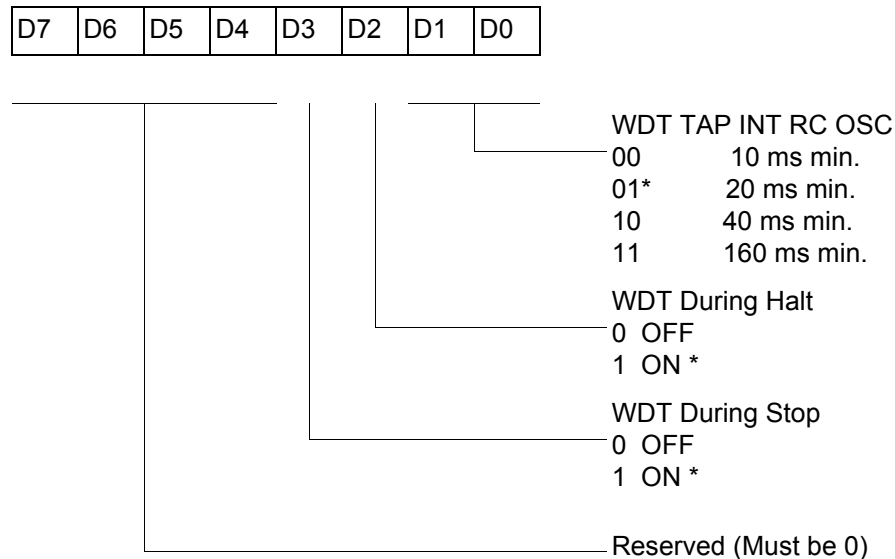 D7 D6 D5 D4 D3 D2 D1 D0
WDT TAP INT RC OSC
00 10 ms min.
01* 20 ms min.
10 40 ms min.
11 160 ms min.
WDT During Halt
0 OFF
1 ON *
WDT During Stop
0 OFF
1 ON *
Reserved (Must be 0)